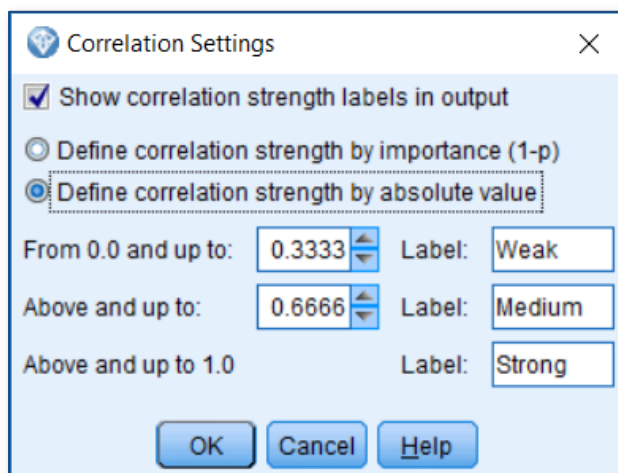 Correlation Settings
Show correlation strength labels in output
Define correlation strength by importance (1-p)
Define correlation strength by absolute value
From 0.0 and up to: 0.3333 Label: Weak
Above and up to: 0.6666 Label: Medium
Above and up to 1.0 Label: Strong
OK Cancel Help